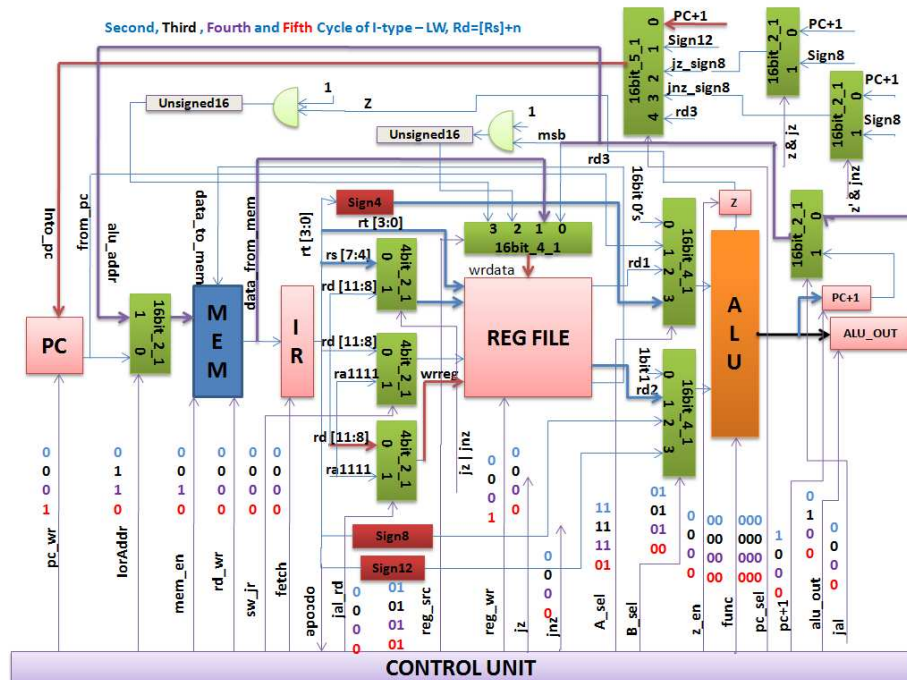 Second, Third , Fourth and Fifth Cycle of I-type – LW, Rd=[Rs]+n
16bit_5_1
0
1
2
3
4
PC+1
Sign12
jz_sign8
jnz_sign8
rd3
16bit_2_1
0
1
Sign8
PC+1
16bit_2_1
0
1
Sign8
z & jz
z' & jnz
1
Unsigned16
Z
1
Unsigned16
msb
rd3
Into_pc
from_pc
alu_addr
data_to_mem
data_from_mem
rt [3:0]
Sign4
rt [3:0]
3 2 1 0
16bit_4_1
wrdata
16bit 0's
0
1
2
3
16bit_4_1
rd1
Z
16bit_2_1
0
1
PC+1
ALU_OUT
ALU
PC
16bit_2_1
1
0
MEM
IR
rs [7:4]
rd [11:8]
4bit_2_1
0
1
rd [11:8]
ra1111
4bit_2_1
0
1
rd [11:8]
ra1111
4bit_2_1
0
1
wrreg
REG FILE
1bit 1
rd2
0
1
2
3
16bit_4_1
jz | jnz
Sign8
Sign12
0 0 0 1
0 1 1 0
0 0 1 0
0 0 0 0
0 0 0 0
0 0 0 0
0 0 0 0
01 01 01 01
0 0 0 1
0 0 0 0
0 0 0 0
11 11 11 01
01 01 01 00
0 0 0 0
00 00 00 00
000 000 000 000
1 0 0 0
0 1 0 0
0 0 0 0
pc_wr
IorAddr
mem_en
rd_wr
sw_jr
fetch
opcode
jal_rd
reg_src
reg_wr
jz
jnz
A_sel
B_sel
z_en
func
pc_sel
pc+1
alu_out
jal
CONTROL UNIT